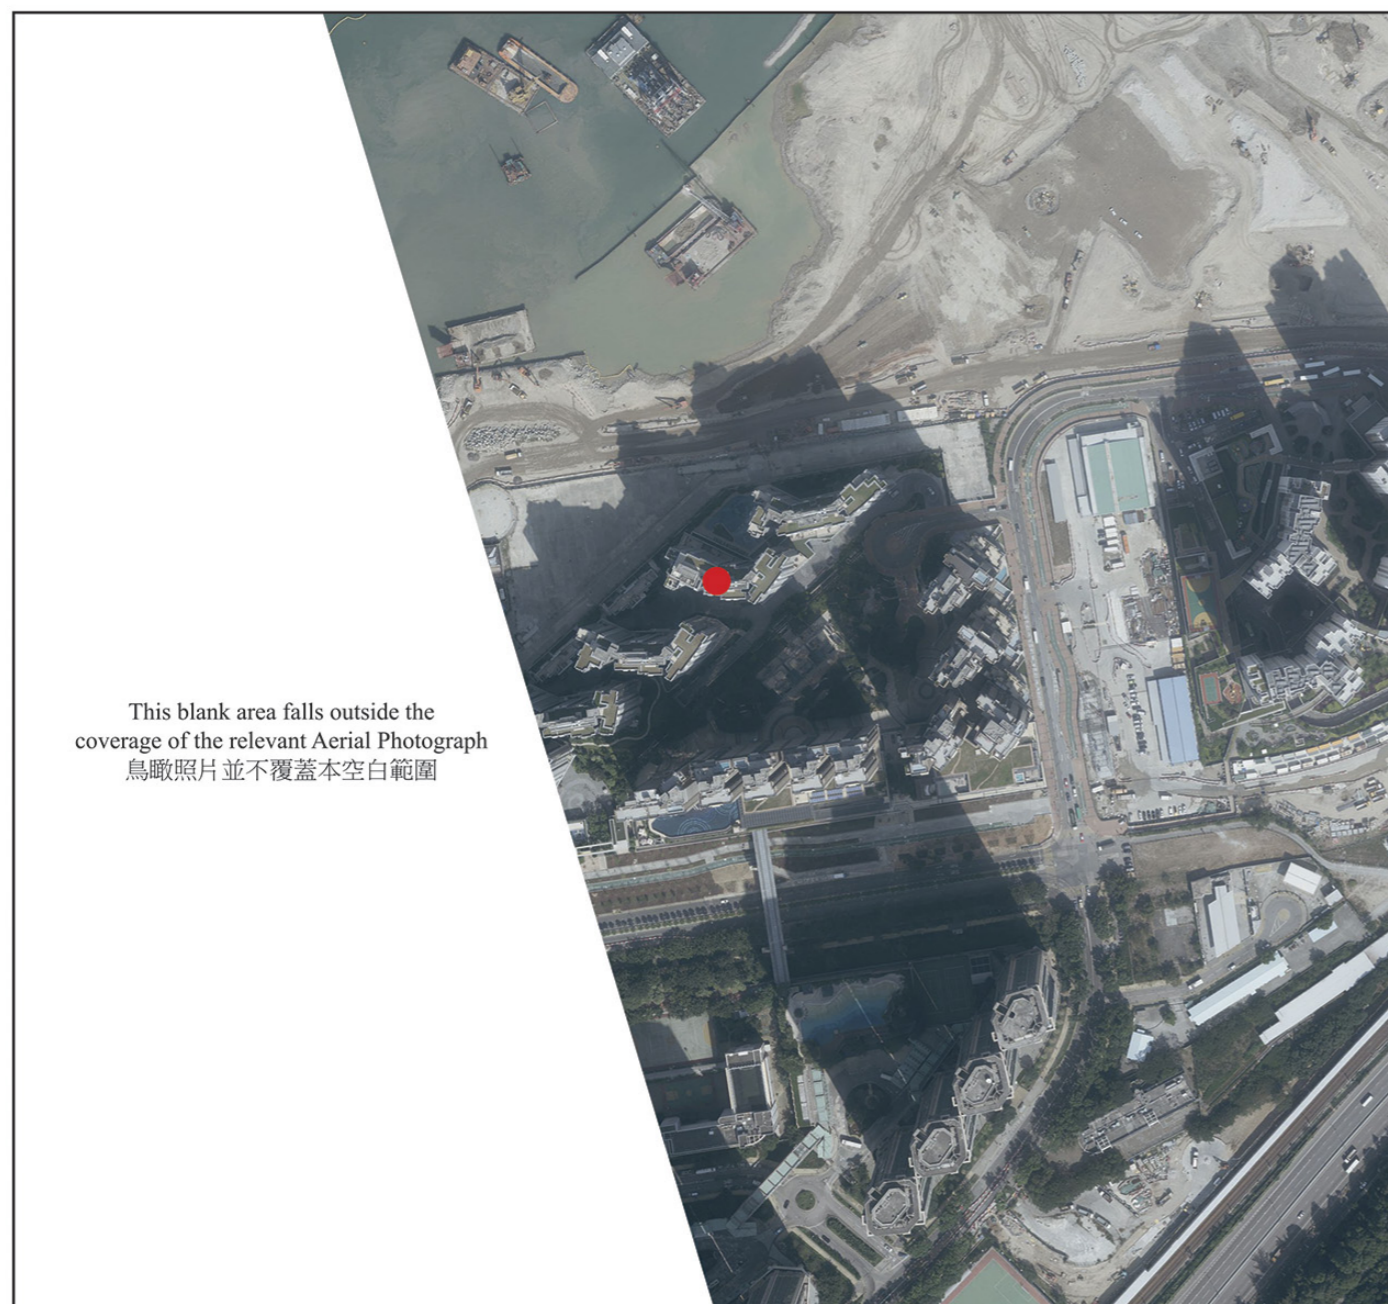 This blank area falls outside the
coverage of the relevant Aerial Photograph
鳥瞰照片並不覆蓋本空白範圍